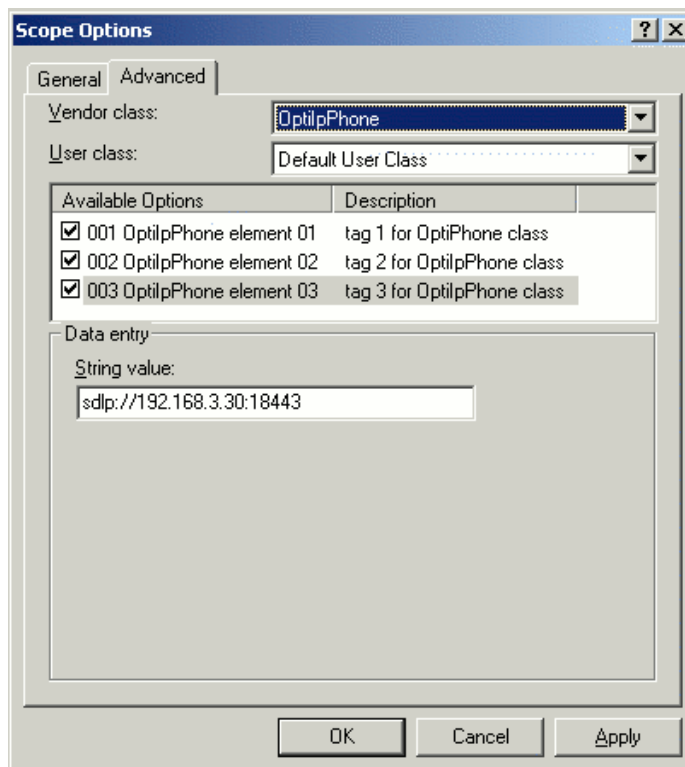 Scope Options
General Advanced
Vendor class: OptiIpPhone
User class: Default User Class
Available Options Description
001 OptiIpPhone element 01 tag 1 for OptiPhone class
002 OptiIpPhone element 02 tag 2 for OptiIpPhone class
003 OptiIpPhone element 03 tag 3 for OptiIpPhone class
Data entry
String value:
sdlp://192.168.3.30:18443
OK Cancel Apply